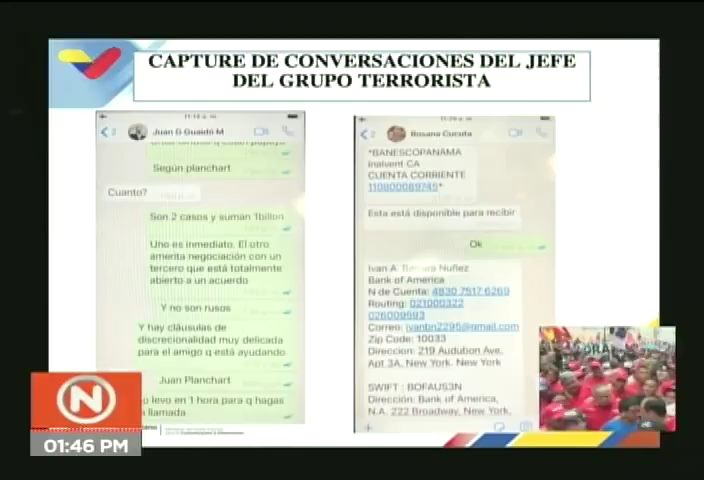 CAPTURE DE CONVERSACIONES DEL JEFE
DEL GRUPO TERRORISTA
2
Juan G Guaidó M
Según planchart
Cuanto?
Son 2 casos y suman 1billon
Uno es inmediato. El otro
amerita negociación con un
tercero que está totalmente
abierto a un acuerdo
Y no son rusos
Y hay cláusulas de
discrecionalidad muy delicada
para el amigo q está ayudando
Juan Planchart
o levo en 1 hora para q hagas
llamada
2
Rosana Cucuta
*BANESCOPANAMA
inalvent CA
CUENTA CORRIENTE
110800089745*
Esta está disponible para recibir
Ok
Ivan A. Nuñez
Bank of America
N de Cuenta: 4830 7517 6269
Routing: 021000322
026009593
Correo: ivanbn2295@gmail.com
Zip Code: 10033
Direccion: 219 Audubon Ave.
Apt 3A, New York. New York
SWIFT : BOFAUS3N
Dirección: Bank of America,
N.A. 222 Broadway, New York,
N
01:46 PM